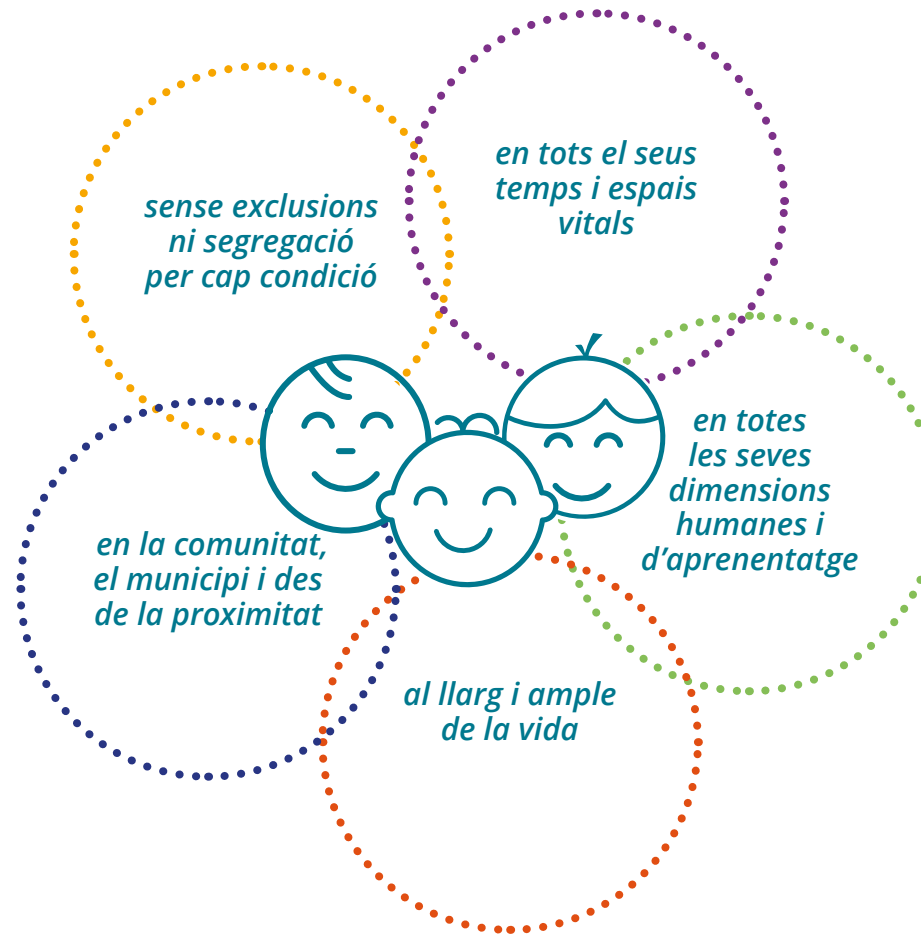 sense exclusions
ni segregació
per cap condició
en tots el seus
temps i espais
vitals
en totes
les seves
dimensions
humanes i
d’aprenentatge
en la comunitat,
el municipi i des
de la proximitat
al llarg i ample
de la vida